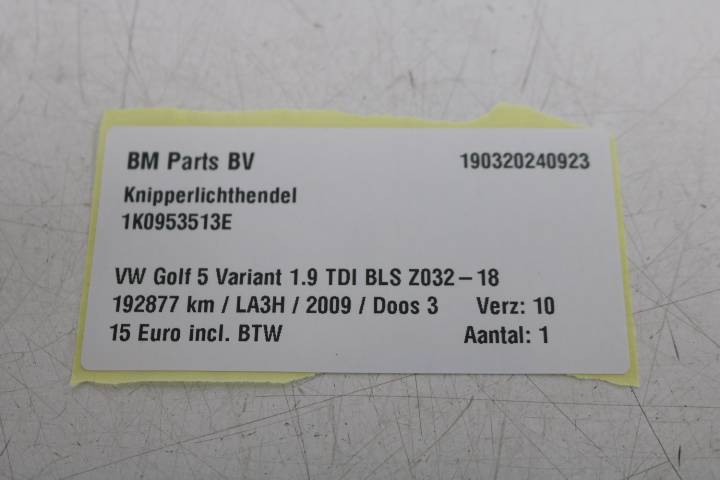 BM Parts BV 190320240923
Knipperlichthendel
1K0953513E
VW Golf 5 Variant 1.9 TDI BLS Z032-18
192877 km / LA3H / 2009 / Doos 3 Verz: 10
15 Euro incl. BTW Aantal: 1